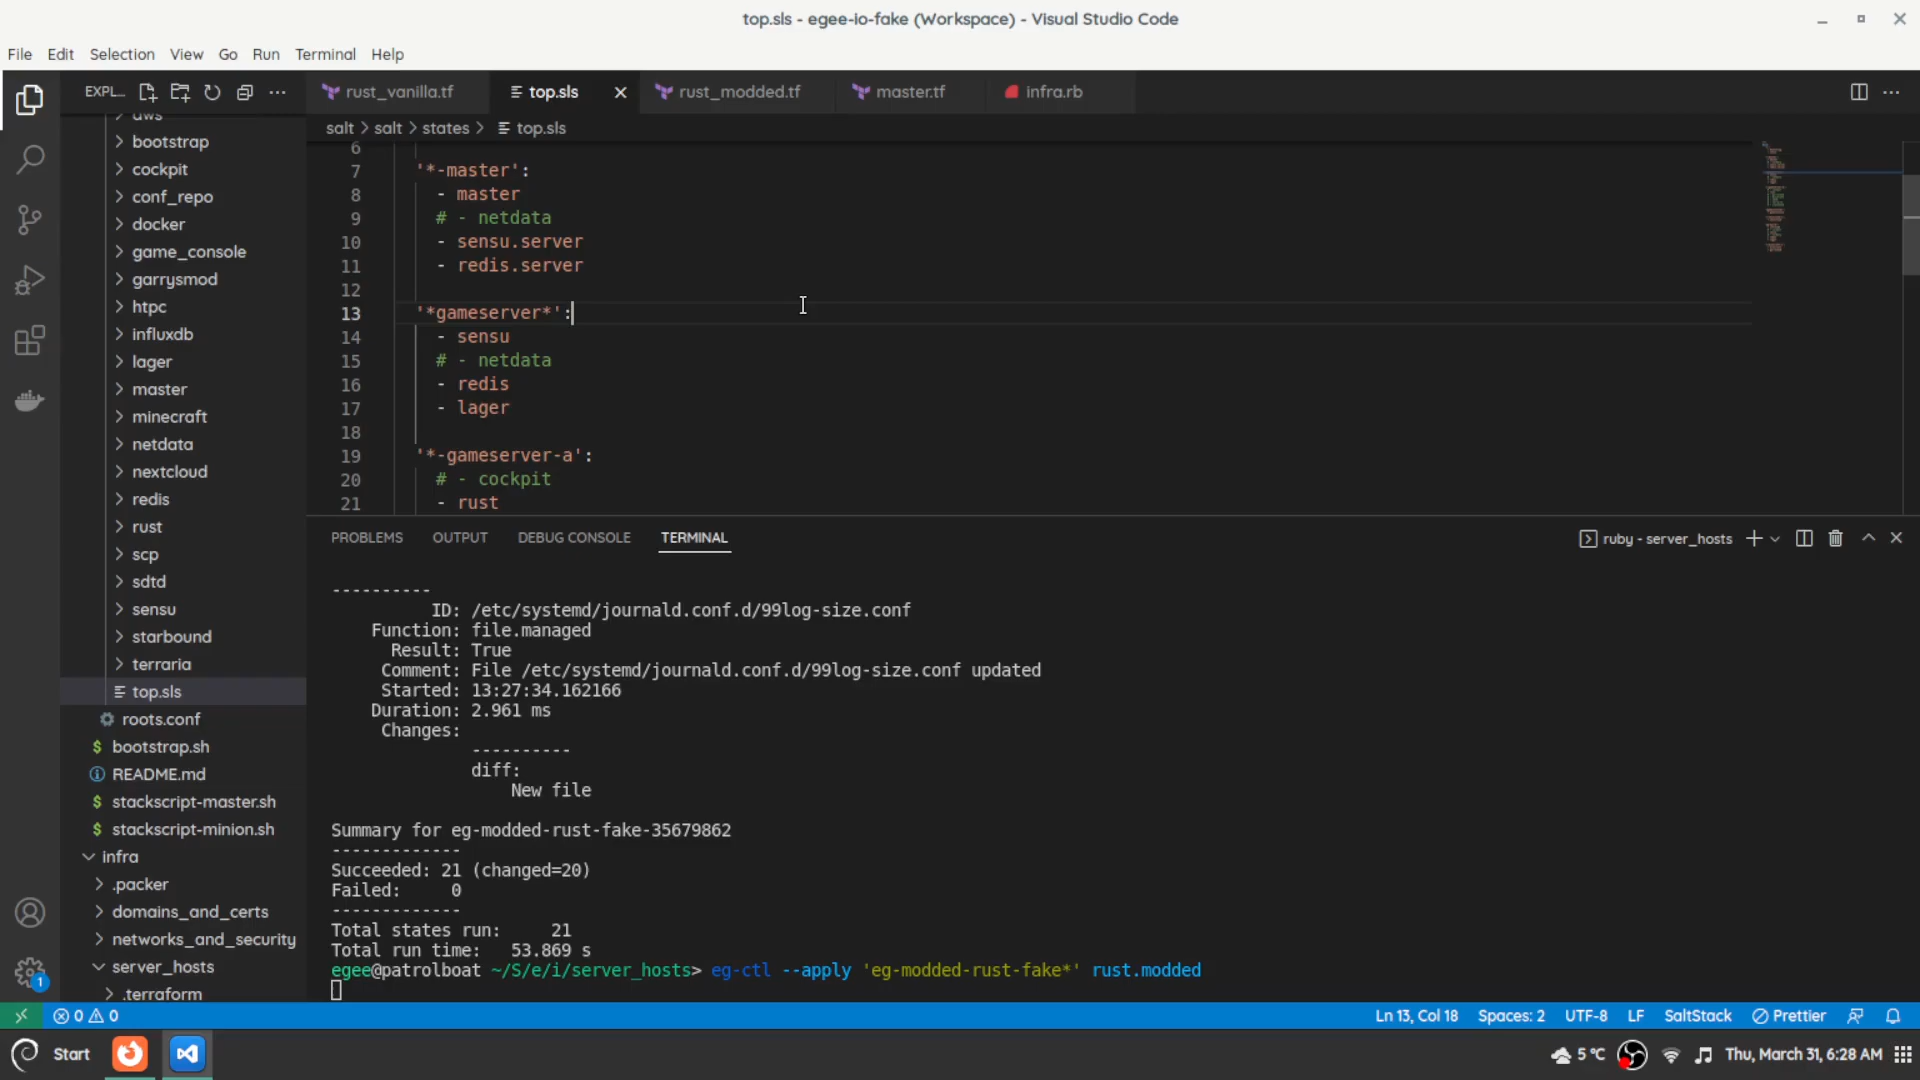 top.sls - egee-io-fake (Workspace) - Visual Studio Code
File Edit Selection View Go Run Terminal Help
EXPL...
rust_vanilla.tf
top.sls
rust_modded.tf
master.tf
infra.rb
salt > salt > states > top.sls
aws
bootstrap
cockpit
conf_repo
docker
game_console
garrysmod
htpc
influxdb
lager
master
minecraft
netdata
nextcloud
redis
rust
scp
sdtd
sensu
starbound
terraria
top.sls
roots.conf
bootstrap.sh
README.md
stackscript-master.sh
stackscript-minion.sh
infra
.packer
domains_and_certs
networks_and_security
server_hosts
.terraform
6
7 '*-master':
8 - master
9 # - netdata
10 - sensu.server
11 - redis.server
12
13 '*gameserver*':
14 - sensu
15 # - netdata
16 - redis
17 - lager
18
19 '*-gameserver-a':
20 # - cockpit
21 - rust
PROBLEMS OUTPUT DEBUG CONSOLE TERMINAL
ruby - server_hosts
----------
ID: /etc/systemd/journald.conf.d/99log-size.conf
Function: file.managed
Result: True
Comment: File /etc/systemd/journald.conf.d/99log-size.conf updated
Started: 13:27:34.162166
Duration: 2.961 ms
Changes:
----------
diff:
New file
Summary for eg-modded-rust-fake-35679862
-------------
Succeeded: 21 (changed=20)
Failed: 0
-------------
Total states run: 21
Total run time: 53.869 s
egee@patrolboat ~/S/e/i/server_hosts> eg-ctl --apply 'eg-modded-rust-fake*' rust.modded
1
0 0
Ln 13, Col 18 Spaces: 2 UTF-8 LF SaltStack Prettier
Start
5 °C
Thu, March 31, 6:28 AM